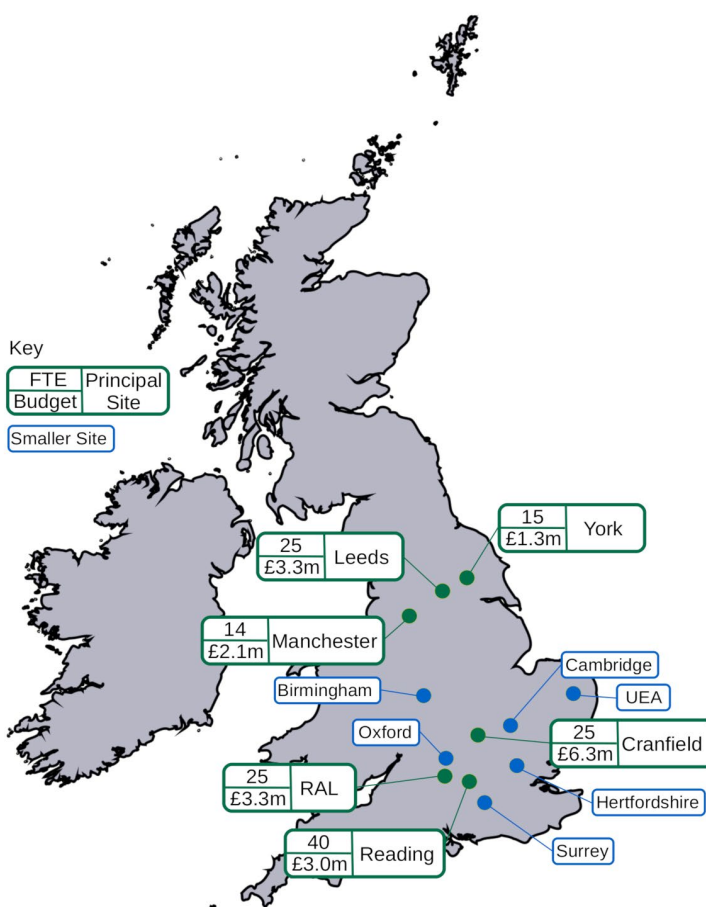 Key
FTE
Budget
Principal
Site
Smaller Site
15
£1.3m
York
25
£3.3m
Leeds
14
£2.1m
Manchester
Cambridge
Birmingham
UEA
Oxford
25
£6.3m
Cranfield
25
£3.3m
RAL
Hertfordshire
40
£3.0m
Reading
Surrey